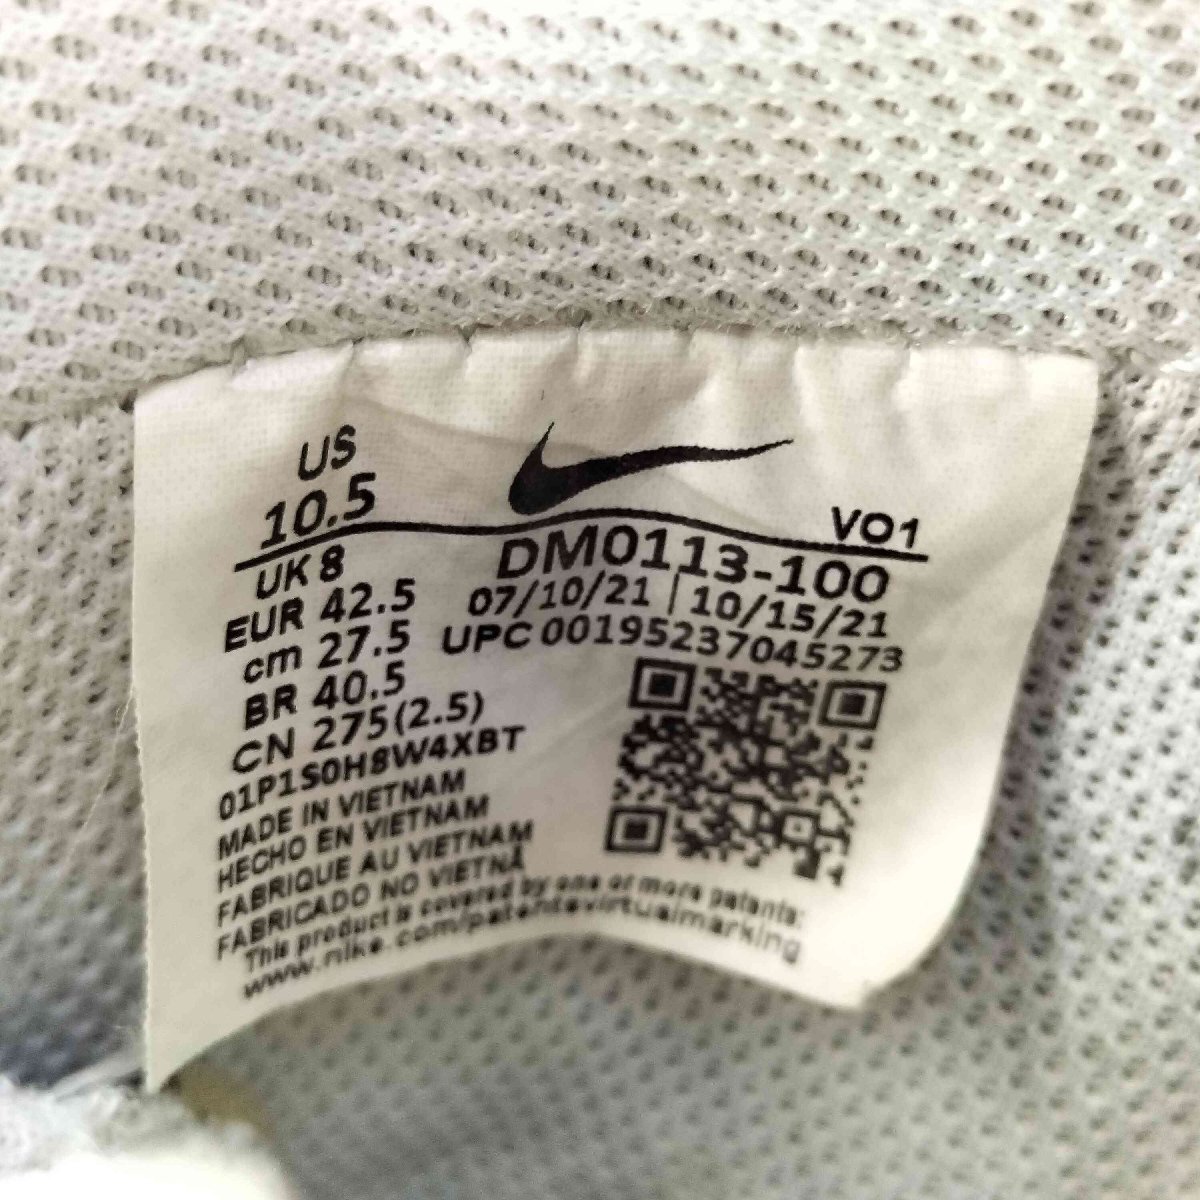 US
10.5
VO1
UK 8
DM0113-100
EUR 42.5
07/10/21 | 10/15/21
cm 27.5
UPC 00195237045273
BR 40.5
CN 275(2.5)
01P1S0H8W4XBT
MADE IN VIETNAM
HECHO EN VIETNAM
FABRIQUE AU VIETNAM
FABRICADO NO VIETNÃ
This product is covered by one or more patents:
www.nike.com/patentsvirtualmarking